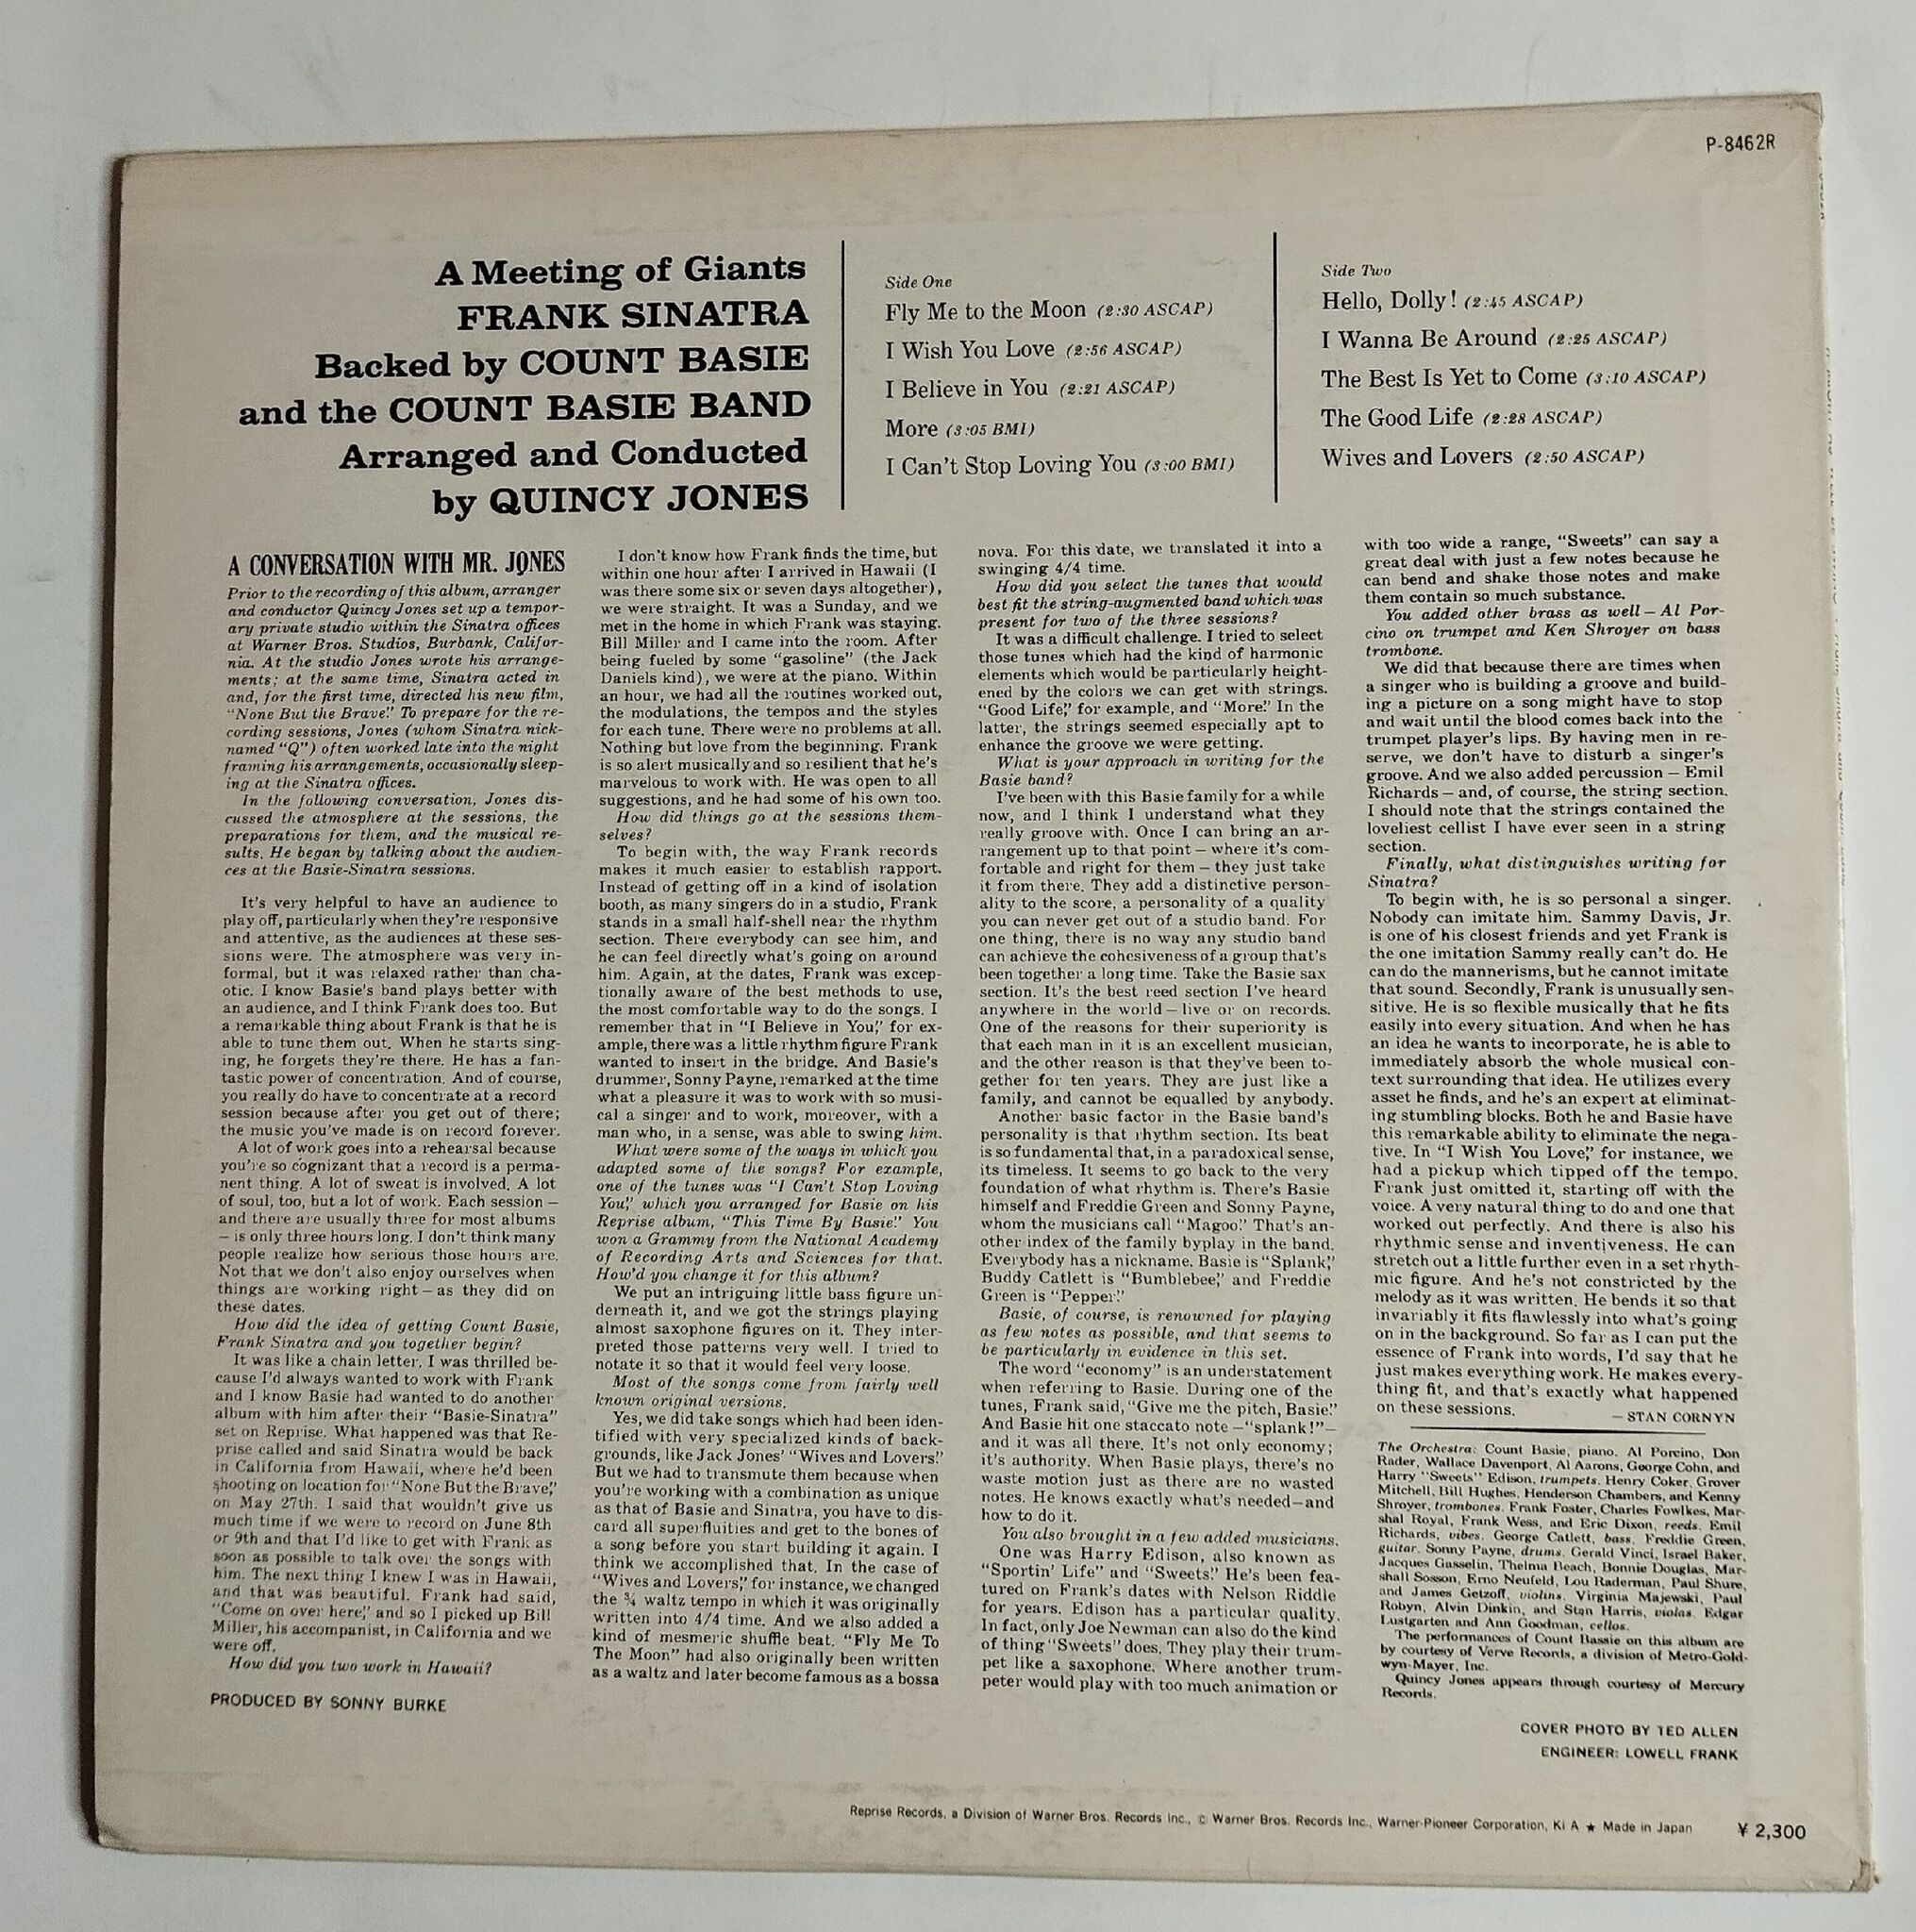 P-8462R
A Meeting of Giants
FRANK SINATRA
Backed by COUNT BASIE
and the COUNT BASIE BAND
Arranged and Conducted
by QUINCY JONES
Side One
Fly Me to the Moon (2:30 ASCAP)
I Wish You Love (2:56 ASCAP)
I Believe in You (2:21 ASCAP)
More (3:05 BMI)
I Can't Stop Loving You (3:00 BMI)
Side Two
Hello, Dolly! (2:45 ASCAP)
I Wanna Be Around (2:25 ASCAP)
The Best Is Yet to Come (3:10 ASCAP)
The Good Life (2:28 ASCAP)
Wives and Lovers (2:50 ASCAP)
A CONVERSATION WITH MR. JONES
Prior to the recording of this album, arranger
and conductor Quincy Jones set up a tempor-
ary private studio within the Sinatra offices
at Warner Bros. Studios, Burbank, Califor-
nia. At the studio Jones wrote his arrange-
ments; at the same time, Sinatra acted in
and, for the first time, directed his new film,
"None But the Brave." To prepare for the re-
cording sessions, Jones (whom Sinatra nick-
named "Q") often worked late into the night
framing his arrangements, occasionally sleep-
ing at the Sinatra offices.
In the following conversation, Jones dis-
cussed the atmosphere at the sessions, the
preparations for them, and the musical re-
sults. He began by talking about the audien-
ces at the Basie-Sinatra sessions.
It's very helpful to have an audience to
play off, particularly when they're responsive
and attentive, as the audiences at these ses-
sions were. The atmosphere was very in-
formal, but it was relaxed rather than cha-
otic. I know Basie's band plays better with
an audience, and I think Frank does too. But
a remarkable thing about Frank is that he is
able to tune them out. When he starts sing-
ing, he forgets they're there. He has a fan-
tastic power of concentration. And of course,
you really do have to concentrate at a record
session because after you get out of there;
the music you've made is on record forever.
A lot of work goes into a rehearsal because
you're so cognizant that a record is a perma-
nent thing. A lot of sweat is involved. A lot
of soul, too, but a lot of work. Each session —
and there are usually three for most albums
— is only three hours long. I don't think many
people realize how serious those hours are.
Not that we don't also enjoy ourselves when
things are working right — as they did on
these dates.
How did the idea of getting Count Basie,
Frank Sinatra and you together begin?
It was like a chain letter. I was thrilled be-
cause I'd always wanted to work with Frank
and I know Basie had wanted to do another
album with him after their "Basie-Sinatra"
set on Reprise. What happened was that Re-
prise called and said Sinatra would be back
in California from Hawaii, where he'd been
shooting on location for "None But the Brave,"
on May 27th. I said that wouldn't give us
much time if we were to record on June 8th
or 9th and that I'd like to get with Frank as
soon as possible to talk over the songs with
him. The next thing I knew I was in Hawaii,
and that was beautiful. Frank had said,
"Come on over here," and so I picked up Bill
Miller, his accompanist, in California and we
were off.
How did you two work in Hawaii?
PRODUCED BY SONNY BURKE
I don't know how Frank finds the time, but
within one hour after I arrived in Hawaii (I
was there some six or seven days altogether),
we were straight. It was a Sunday, and we
met in the home in which Frank was staying.
Bill Miller and I came into the room. After
being fueled by some "gasoline" (the Jack
Daniels kind), we were at the piano. Within
an hour, we had all the routines worked out,
the modulations, the tempos and the styles
for each tune. There were no problems at all.
Nothing but love from the beginning. Frank
is so alert musically and so resilient that he's
marvelous to work with. He was open to all
suggestions, and he had some of his own too.
How did things go at the sessions them-
selves?
To begin with, the way Frank records
makes it much easier to establish rapport.
Instead of getting off in a kind of isolation
booth, as many singers do in a studio, Frank
stands in a small half-shell near the rhythm
section. There everybody can see him, and
he can feel directly what's going on around
him. Again, at the dates, Frank was excep-
tionally aware of the best methods to use,
the most comfortable way to do the songs. I
remember that in "I Believe in You," for ex-
ample, there was a little rhythm figure Frank
wanted to insert in the bridge. And Basie's
drummer, Sonny Payne, remarked at the time
what a pleasure it was to work with so musi-
cal a singer and to work, moreover, with a
man who, in a sense, was able to swing him.
What were some of the ways in which you
adapted some of the songs? For example,
one of the tunes was "I Can't Stop Loving
You," which you arranged for Basie on his
Reprise album, "This Time By Basie." You
won a Grammy from the National Academy
of Recording Arts and Sciences for that.
How'd you change it for this album?
We put an intriguing little bass figure un-
derneath it, and we got the strings playing
almost saxophone figures on it. They inter-
preted those patterns very well. I tried to
notate it so that it would feel very loose.
Most of the songs come from fairly well
known original versions.
Yes, we did take songs which had been iden-
tified with very specialized kinds of back-
grounds, like Jack Jones' "Wives and Lovers."
But we had to transmute them because when
you're working with a combination as unique
as that of Basie and Sinatra, you have to dis-
card all superfluities and get to the bones of
a song before you start building it again. I
think we accomplished that. In the case of
"Wives and Lovers," for instance, we changed
the ¾ waltz tempo in which it was originally
written into 4/4 time. And we also added a
kind of mesmeric shuffle beat. "Fly Me To
The Moon" had also originally been written
as a waltz and later become famous as a bossa
nova. For this date, we translated it into a
swinging 4/4 time.
How did you select the tunes that would
best fit the string-augmented band which was
present for two of the three sessions?
It was a difficult challenge. I tried to select
those tunes which had the kind of harmonic
elements which would be particularly height-
ened by the colors we can get with strings.
"Good Life," for example, and "More." In the
latter, the strings seemed especially apt to
enhance the groove we were getting.
What is your approach in writing for the
Basie band?
I've been with this Basie family for a while
now, and I think I understand what they
really groove with. Once I can bring an ar-
rangement up to that point — where it's com-
fortable and right for them — they just take
it from there. They add a distinctive person-
ality to the score, a personality of a quality
you can never get out of a studio band. For
one thing, there is no way any studio band
can achieve the cohesiveness of a group that's
been together a long time. Take the Basie sax
section. It's the best reed section I've heard
anywhere in the world — live or on records.
One of the reasons for their superiority is
that each man in it is an excellent musician,
and the other reason is that they've been to-
gether for ten years. They are just like a
family, and cannot be equalled by anybody.
Another basic factor in the Basie band's
personality is that rhythm section. Its beat
is so fundamental that, in a paradoxical sense,
its timeless. It seems to go back to the very
foundation of what rhythm is. There's Basie
himself and Freddie Green and Sonny Payne,
whom the musicians call "Magoo." That's an-
other index of the family byplay in the band.
Everybody has a nickname. Basie is "Splank,"
Buddy Catlett is "Bumblebee," and Freddie
Green is "Pepper."
Basie, of course, is renowned for playing
as few notes as possible, and that seems to
be particularly in evidence in this set.
The word "economy" is an understatement
when referring to Basie. During one of the
tunes, Frank said, "Give me the pitch, Basie."
And Basie hit one staccato note — "splank!" —
and it was all there. It's not only economy;
it's authority. When Basie plays, there's no
waste motion just as there are no wasted
notes. He knows exactly what's needed—and
how to do it.
You also brought in a few added musicians.
One was Harry Edison, also known as
"Sportin' Life" and "Sweets." He's been fea-
tured on Frank's dates with Nelson Riddle
for years. Edison has a particular quality.
In fact, only Joe Newman can also do the kind
of thing "Sweets" does. They play their trum-
pet like a saxophone. Where another trum-
peter would play with too much animation or
with too wide a range, "Sweets" can say a
great deal with just a few notes because he
can bend and shake those notes and make
them contain so much substance.
You added other brass as well — Al Por-
cino on trumpet and Ken Shroyer on bass
trombone.
We did that because there are times when
a singer who is building a groove and build-
ing a picture on a song might have to stop
and wait until the blood comes back into the
trumpet player's lips. By having men in re-
serve, we don't have to disturb a singer's
groove. And we also added percussion — Emil
Richards — and, of course, the string section.
I should note that the strings contained the
loveliest cellist I have ever seen in a string
section.
Finally, what distinguishes writing for
Sinatra?
To begin with, he is so personal a singer.
Nobody can imitate him. Sammy Davis, Jr.
is one of his closest friends and yet Frank is
the one imitation Sammy really can't do. He
can do the mannerisms, but he cannot imitate
that sound. Secondly, Frank is unusually sen-
sitive. He is so flexible musically that he fits
easily into every situation. And when he has
an idea he wants to incorporate, he is able to
immediately absorb the whole musical con-
text surrounding that idea. He utilizes every
asset he finds, and he's an expert at eliminat-
ing stumbling blocks. Both he and Basie have
this remarkable ability to eliminate the nega-
tive. In "I Wish You Love," for instance, we
had a pickup which tipped off the tempo.
Frank just omitted it, starting off with the
voice. A very natural thing to do and one that
worked out perfectly. And there is also his
rhythmic sense and inventiveness. He can
stretch out a little further even in a set rhyth-
mic figure. And he's not constricted by the
melody as it was written. He bends it so that
invariably it fits flawlessly into what's going
on in the background. So far as I can put the
essence of Frank into words, I'd say that he
just makes everything work. He makes every-
thing fit, and that's exactly what happened
on these sessions.
— STAN CORNYN
The Orchestra: Count Basie, piano. Al Porcino, Don
Rader, Wallace Davenport, Al Aarons, George Cohn, and
Harry "Sweets" Edison, trumpets. Henry Coker, Grover
Mitchell, Bill Hughes, Henderson Chambers, and Kenny
Shroyer, trombones. Frank Foster, Charles Fowlkes, Mar-
shal Royal, Frank Wess, and Eric Dixon, reeds. Emil
Richards, vibes. George Catlett, bass. Freddie Green,
guitar. Sonny Payne, drums. Gerald Vinci, Israel Baker,
Jacques Gasselin, Thelma Beach, Bonnie Douglas, Mar-
shall Sosson, Erno Neufeld, Lou Raderman, Paul Shure,
and James Getzoff, violins. Virginia Majewski, Paul
Robyn, Alvin Dinkin, and Stan Harris, violas. Edgar
Lustgarten and Ann Goodman, cellos.
The performances of Count Bassie on this album are
by courtesy of Verve Records, a division of Metro-Gold-
wyn-Mayer, Inc.
Quincy Jones appears through courtesy of Mercury
Records.
COVER PHOTO BY TED ALLEN
ENGINEER: LOWELL FRANK
Reprise Records, a Division of Warner Bros. Records Inc., © Warner Bros. Records Inc., Warner-Pioneer Corporation, Ki A ★ Made in Japan
¥ 2,300